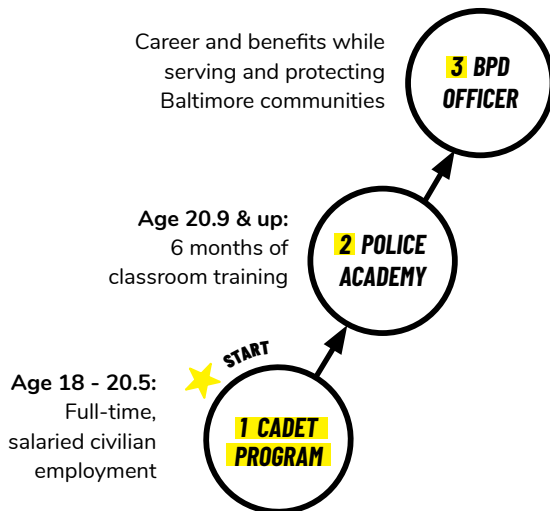 Career and benefits while
serving and protecting
Baltimore communities
3 BPD
OFFICER
Age 20.9 & up:
6 months of
classroom training
2 POLICE
ACADEMY
START
Age 18 - 20.5:
Full-time,
salaried civilian
employment
1 CADET
PROGRAM